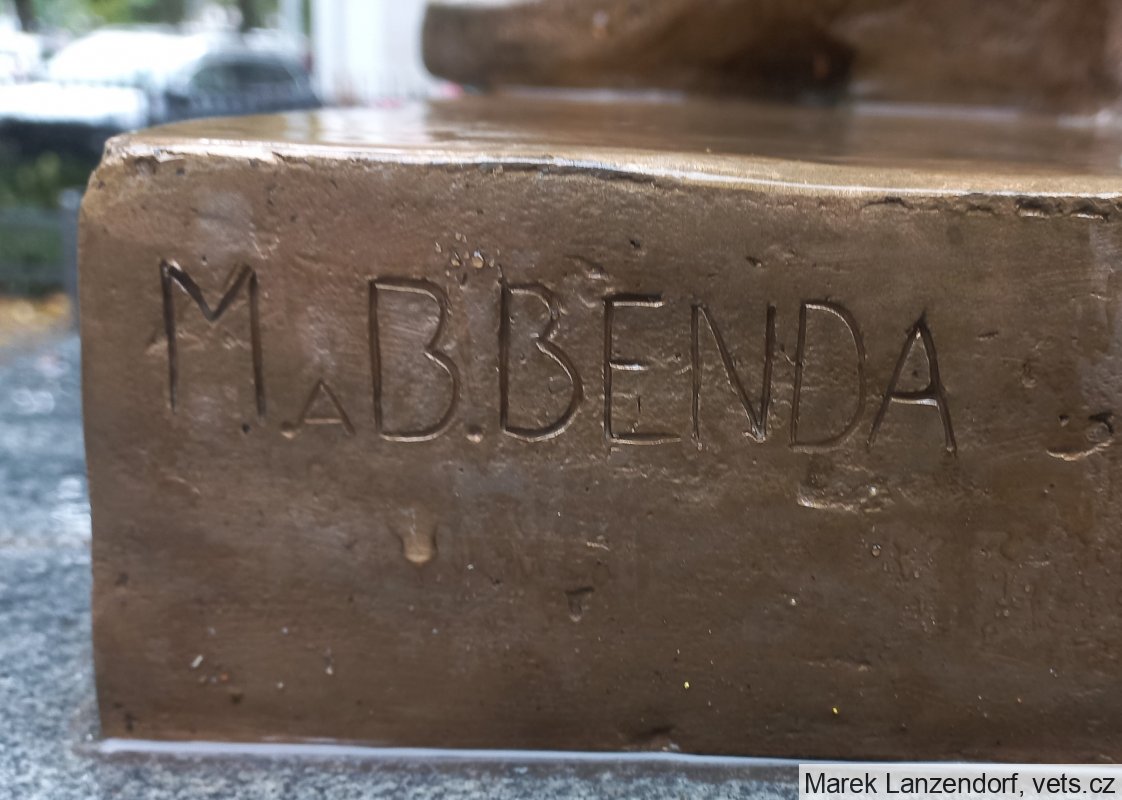 M. A B. BENDA
Marek Lanzendorf, vets.cz